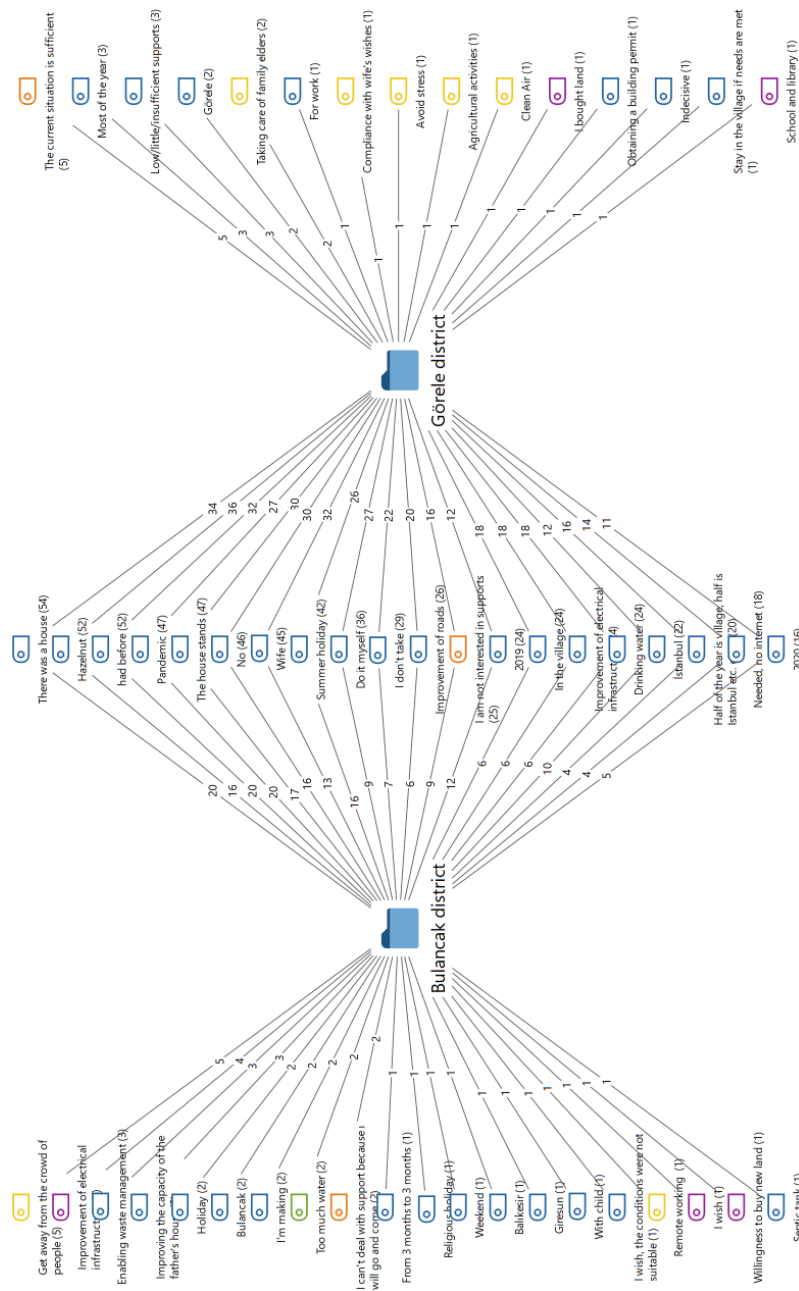 Get away from the crowd of
people (5)
Improvement of electrical
Enabling waste management (3)
Improving the capacity of the
father's
Holiday (2)
Bulancak (2)
I'm making (2)
Too much water (2)
I can't deal with support because I
will go and come (2)
From 3 months to 3 months (1)
Religious holiday (1)
Weekend (1)
Balıkesir (1)
Giresun (1)
With child (1)
I wish, the conditions were not
suitable (1)
Remote working (1)
I wish (1)
Willingness to buy new land (1)
Septic tank (1)
5
4
3
3
2
2
2
2
2
1
1
1
1
1
1
1
1
1
1
1
Bulancak district
20
16
20
20
17
16
13
16
9
7
6
9
12
6
6
6
10
4
4
5
There was a house (54)
Hazelnut (52)
had before (52)
Pandemic (47)
The house stands (47)
No (46)
Wife (45)
Summer holiday (42)
Do it myself (36)
I don't take (29)
Improvement of roads (26)
I am not interested in supports
(25)
2019 (24)
In the village (24)
Improvement of electrical
Drinking water (24)
Istanbul (22)
Half of the year is village, half is
Istanbul etc. (20)
Needed, no internet (18)
2020 (16)
34
36
32
27
30
30
32
26
27
22
20
16
12
18
18
18
12
16
14
11
Görele district
5
3
3
2
2
1
1
1
1
1
1
1
1
1
1
The current situation is sufficient
(5)
Most of the year (3)
Low/little/insufficient supports (3)
Görele (2)
Taking care of family elders (2)
For work (1)
Compliance with wife's wishes (1)
Avoid stress (1)
Agricultural activities (1)
Clean Air (1)
I bought land (1)
Obtaining a building permit (1)
Indecisive (1)
Stay in the village if needs are met
(1)
School and library (1)